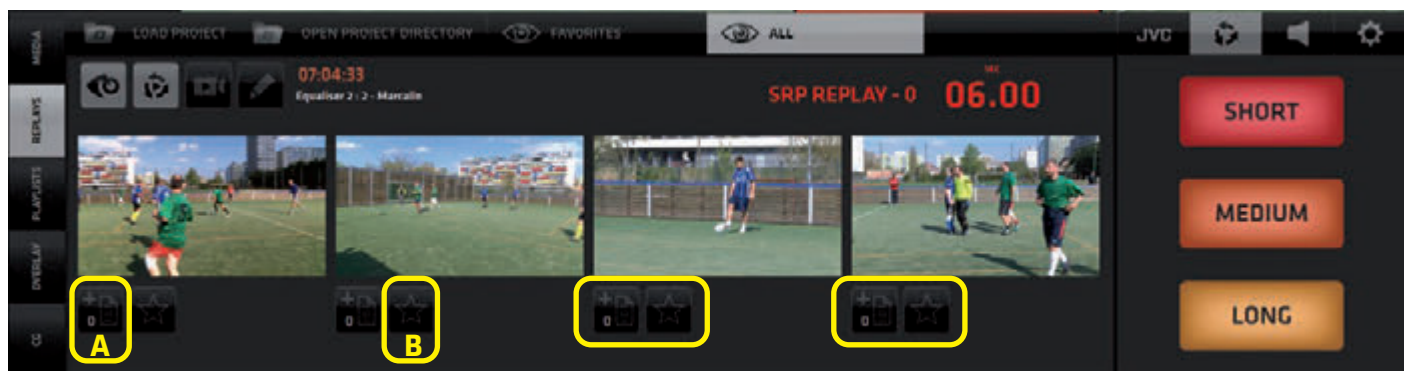 MEDIA
LOAD PROJECT
OPEN PROJECT DIRECTORY
FAVORITES
ALL
JVC
REPLAYS
07:04:33
Equaliser 2 : 2 - Marcalin
SRP REPLAY - 0
SEC
06.00
SHORT
PLAYLISTS
MEDIUM
OVERLAY
LONG
CG
0
A
0
B
0
0